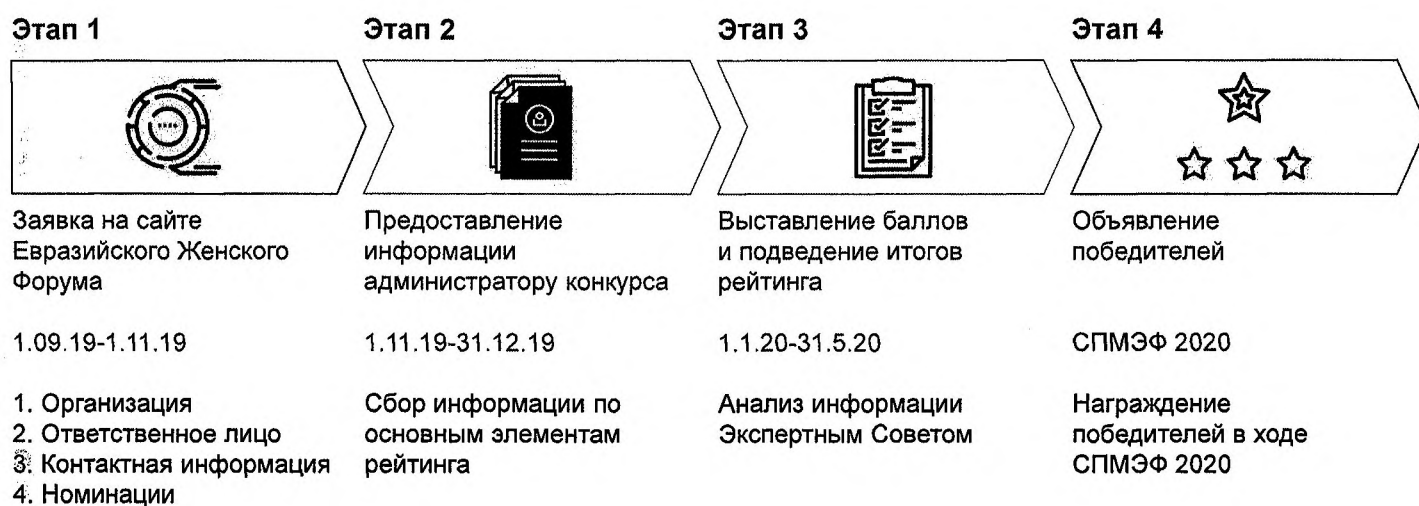 Этап 1
Заявка на сайте
Евразийского Женского
Форума
1.09.19-1.11.19
1. Организация
2. Ответственное лицо
3. Контактная информация
4. Номинации
Этап 2
Предоставление
информации
администратору конкурса
1.11.19-31.12.19
Сбор информации по
основным элементам
рейтинга
Этап 3
Выставление баллов
и подведение итогов
рейтинга
1.1.20-31.5.20
Анализ информации
Экспертным Советом
Этап 4
Объявление
победителей
СПМЭФ 2020
Награждение
победителей в ходе
СПМЭФ 2020